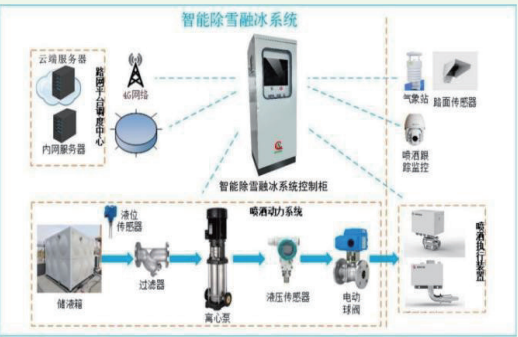 智能除雪融冰系统
云端服务器
内网服务器
路网平台调度中心
4G网络
智能除雪融冰系统控制柜
气象站
路面传感器
喷洒跟
踪监控
喷洒动力系统
液位
传感器
储液箱
过滤器
离心泵
液压传感器
电动
球阀
喷洒执行装置